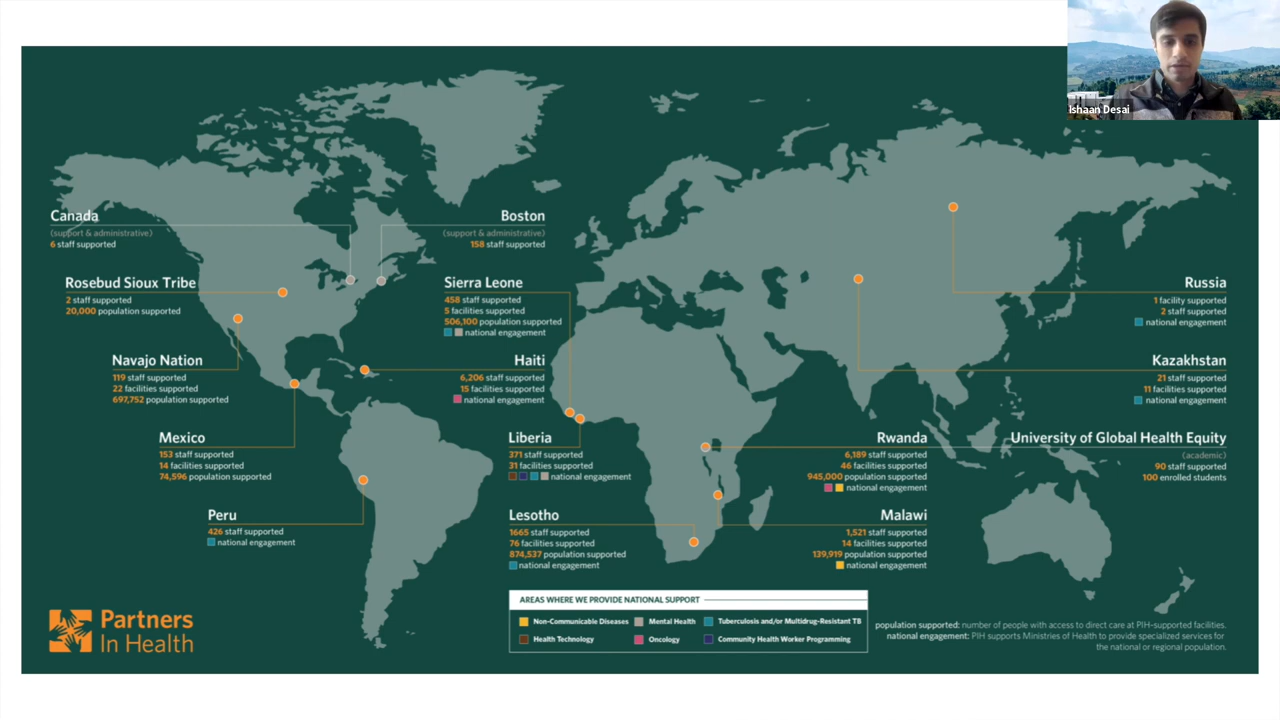 Ishaan Desai
Canada
(support & administrative)
6 staff supported
Boston
(support & administrative)
158 staff supported
Rosebud Sioux Tribe
2 staff supported
20,000 population supported
Sierra Leone
458 staff supported
5 facilities supported
506,100 population supported
national engagement
Russia
1 facility supported
2 staff supported
national engagement
Navajo Nation
119 staff supported
22 facilities supported
697,752 population supported
Haiti
6,206 staff supported
15 facilities supported
national engagement
Kazakhstan
21 staff supported
11 facilities supported
national engagement
Mexico
153 staff supported
14 facilities supported
74,596 population supported
Liberia
371 staff supported
31 facilities supported
national engagement
Rwanda
6,189 staff supported
46 facilities supported
945,000 population supported
national engagement
University of Global Health Equity
(academic)
90 staff supported
100 enrolled students
Peru
426 staff supported
national engagement
Lesotho
1665 staff supported
76 facilities supported
874,537 population supported
national engagement
Malawi
1,521 staff supported
14 facilities supported
139,919 population supported
national engagement
Partners
In Health
AREAS WHERE WE PROVIDE NATIONAL SUPPORT
Non-Communicable Diseases
Mental Health
Tuberculosis and/or Multidrug-Resistant TB
Health Technology
Oncology
Community Health Worker Programming
population supported: number of people with access to direct care at PIH-supported facilities.
national engagement: PIH supports Ministries of Health to provide specialized services for
the national or regional population.